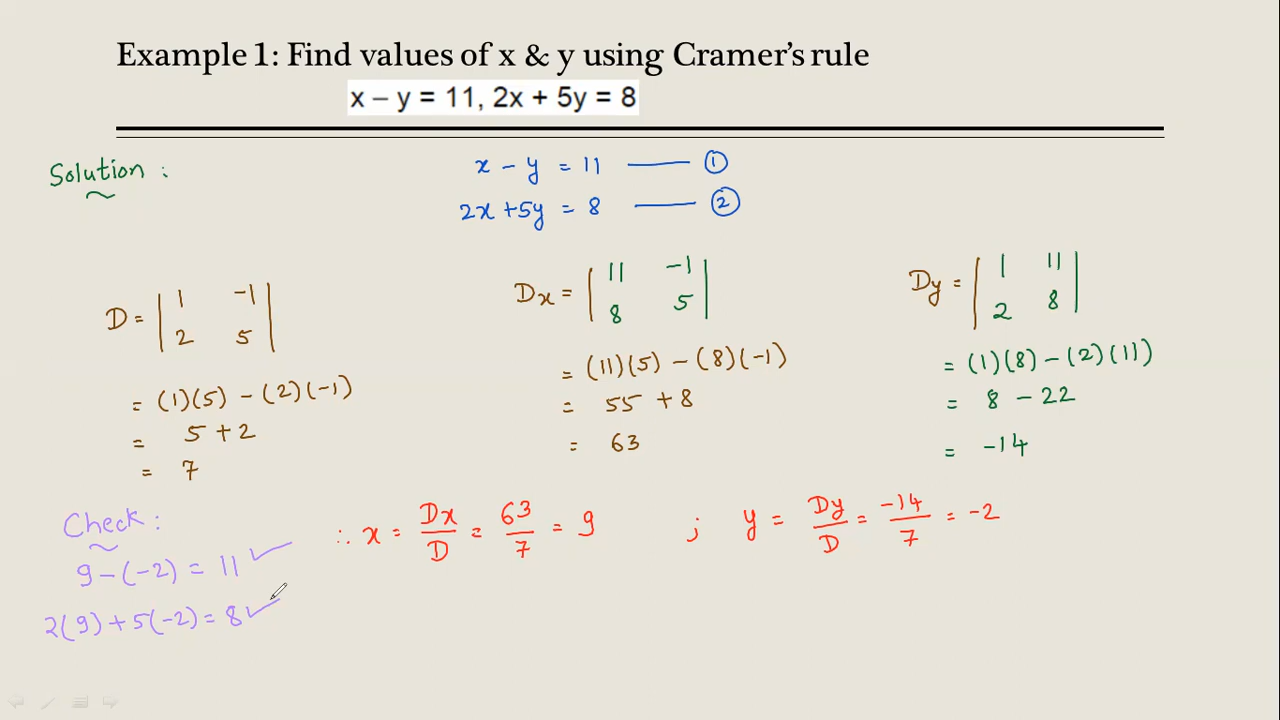 Example 1: Find values of x & y using Cramer's rule
x – y = 11, 2x + 5y = 8
Solution :
x - y = 11 —— ①
2x + 5y = 8 —— ②
D = | 1 -1 |
| 2 5 |
= (1)(5) - (2)(-1)
= 5 + 2
= 7
Dx = | 11 -1 |
| 8 5 |
= (11)(5) - (8)(-1)
= 55 + 8
= 63
Dy = | 1 11 |
| 2 8 |
= (1)(8) - (2)(11)
= 8 - 22
= -14
∴ x = Dx/D = 63/7 = 9 ; y = Dy/D = -14/7 = -2
Check :
9 - (-2) = 11 ✓
2(9) + 5(-2) = 8 ✓